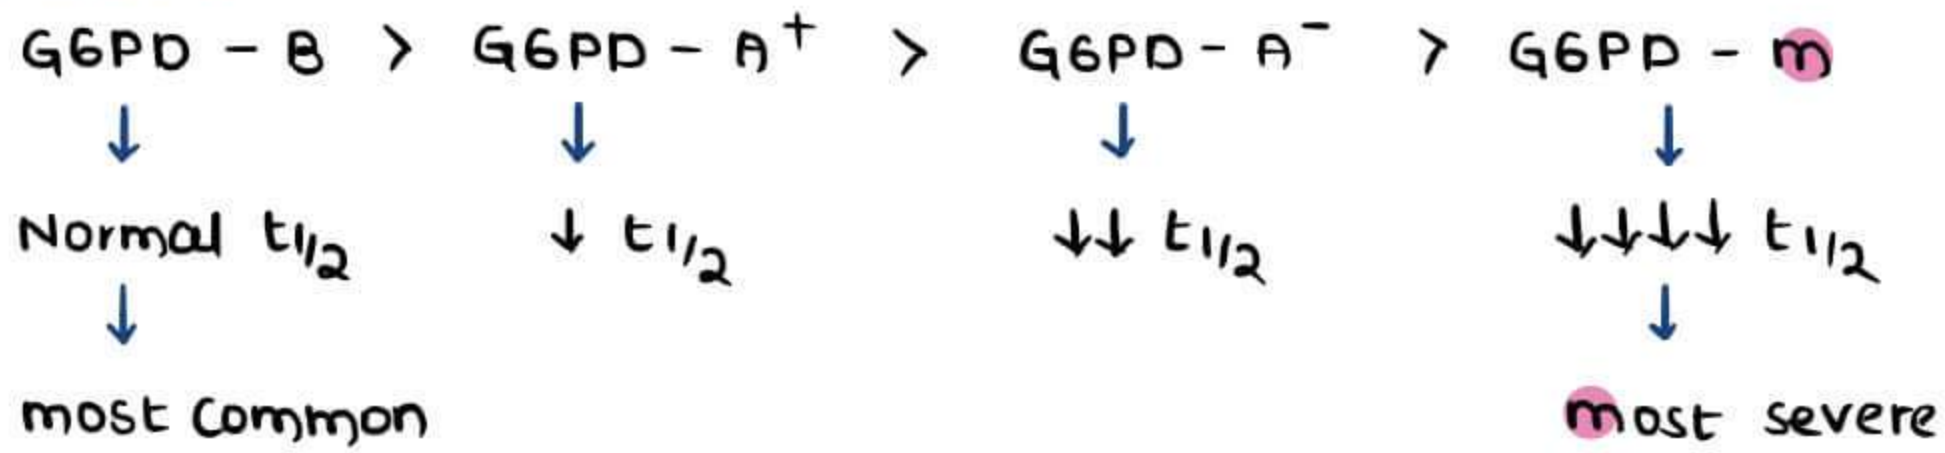 G6PD - B > G6PD - A⁺ > G6PD - A⁻ > G6PD - m
↓ ↓ ↓ ↓
Normal t1/2 ↓ t1/2 ↓↓ t1/2 ↓↓↓↓ t1/2
↓ ↓
most common most severe